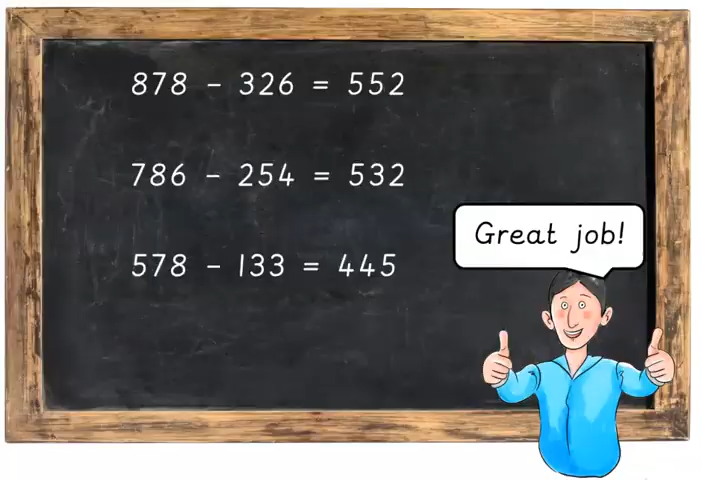 878 – 326 = 552
786 – 254 = 532
Great job!
578 – 133 = 445